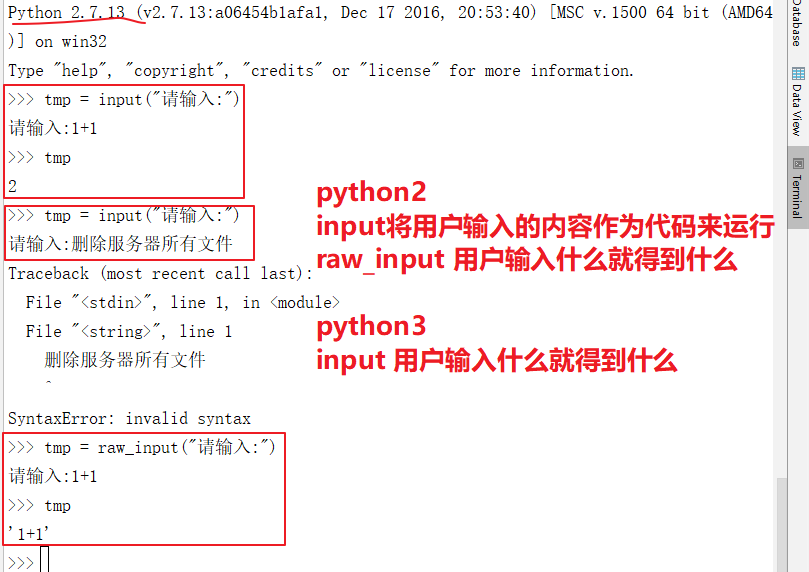 Python 2.7.13 (v2.7.13:a06454b1afa1, Dec 17 2016, 20:53:40) [MSC v.1500 64 bit (AMD64
)] on win32
Type "help", "copyright", "credits" or "license" for more information.
>>> tmp = input("请输入:")
请输入:1+1
>>> tmp
2
>>> tmp = input("请输入:")
请输入:删除服务器所有文件
Traceback (most recent call last):
File "<stdin>", line 1, in <module>
File "<string>", line 1
删除服务器所有文件
^
SyntaxError: invalid syntax
>>> tmp = raw_input("请输入:")
请输入:1+1
>>> tmp
'1+1'
>>>
python2
input将用户输入的内容作为代码来运行
raw_input 用户输入什么就得到什么
python3
input 用户输入什么就得到什么
Database
Data View
Terminal